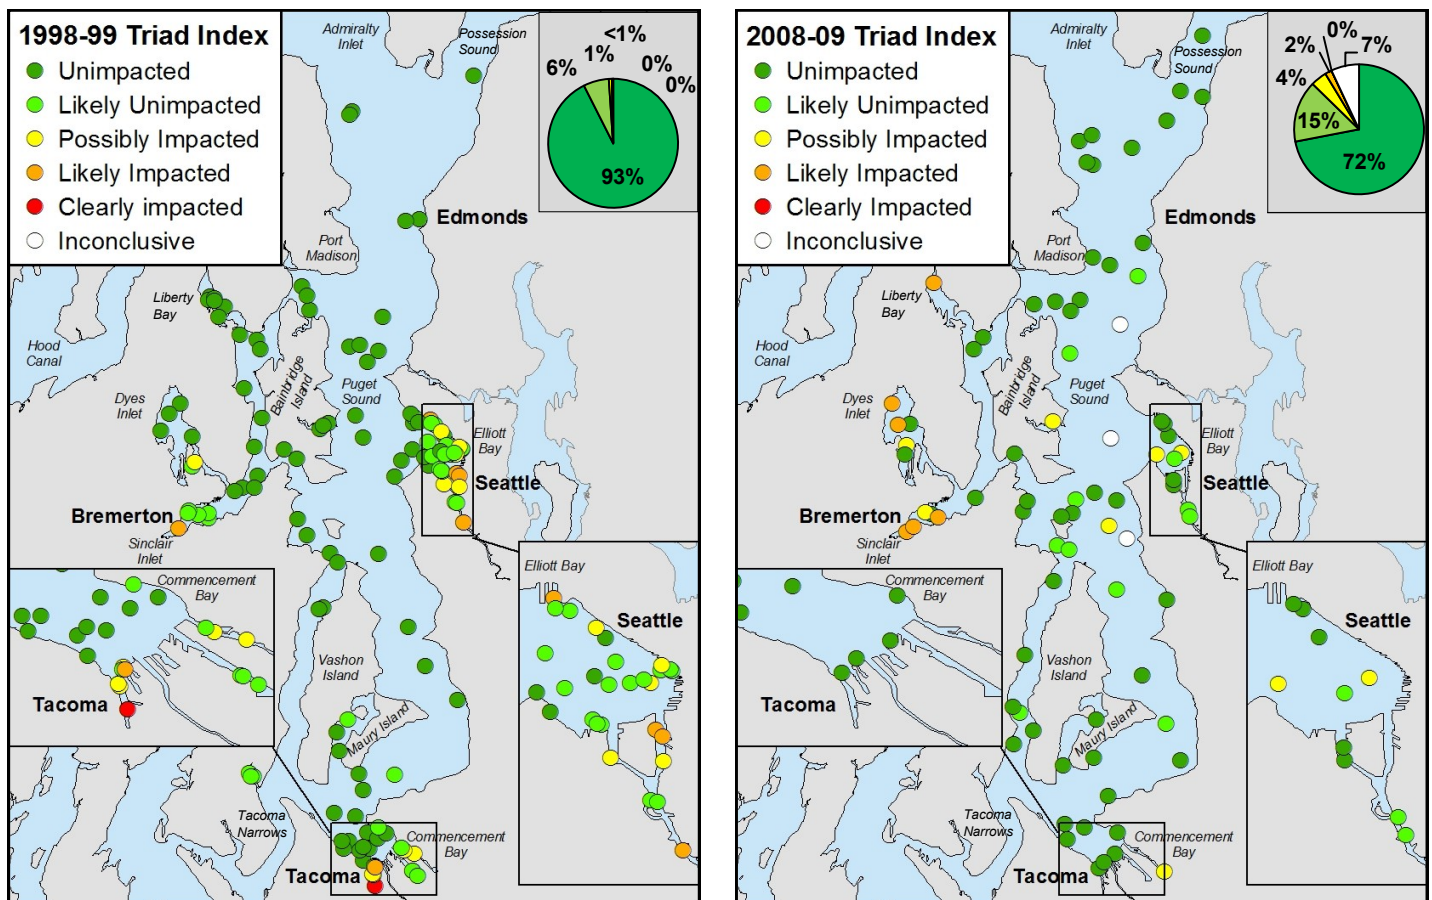 1998-99 Triad Index
Unimpacted
Likely Unimpacted
Possibly Impacted
Likely Impacted
Clearly impacted
Inconclusive
Admiralty
Inlet
Possession
Sound
<1%
1%
6%
0%
0%
93%
Edmonds
Port
Madison
Liberty
Bay
Hood
Canal
Bainbridge
Island
Dyes
Inlet
Puget
Sound
Elliott
Bay
Seattle
Bremerton
Sinclair
Inlet
Commencement
Bay
Tacoma
Elliott Bay
Seattle
Vashon
Island
Maury Island
Tacoma
Narrows
Commencement
Bay
Tacoma
2008-09 Triad Index
Unimpacted
Likely Unimpacted
Possibly Impacted
Likely Impacted
Clearly Impacted
Inconclusive
Admiralty
Inlet
Possession
Sound
0%
2%
7%
4%
15%
72%
Edmonds
Port
Madison
Liberty
Bay
Hood
Canal
Bainbridge
Island
Dyes
Inlet
Puget
Sound
Elliott
Bay
Seattle
Bremerton
Sinclair
Inlet
Commencement
Bay
Tacoma
Elliott Bay
Seattle
Vashon
Island
Maury Island
Tacoma
Narrows
Commencement
Bay
Tacoma